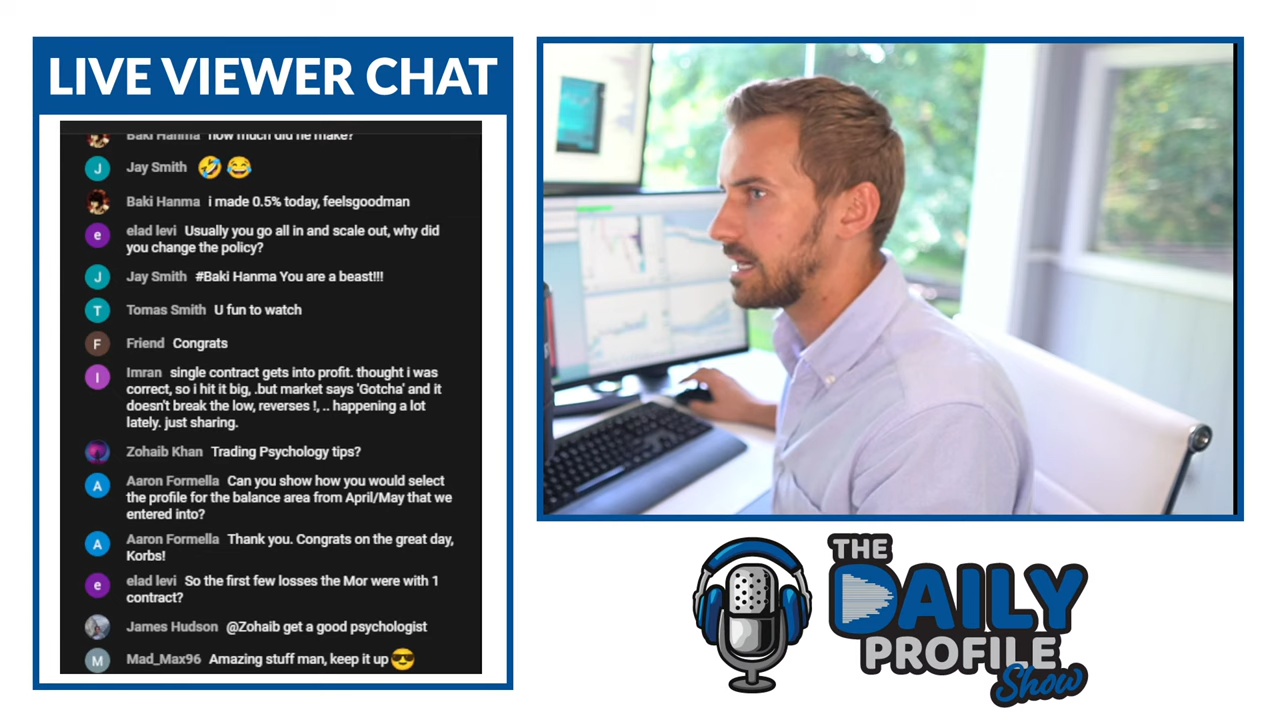 LIVE VIEWER CHAT
Baki Hanma how much did he make?
Jay Smith 🤣 😂
Baki Hanma i made 0.5% today, feelsgoodman
e elad levi Usually you go all in and scale out, why did
you change the policy?
J Jay Smith #Baki Hanma You are a beast!!!
T Tomas Smith U fun to watch
F Friend Congrats
I Imran single contract gets into profit. thought i was
correct, so i hit it big, .but market says 'Gotcha' and it
doesn't break the low, reverses !, .. happening a lot
lately. just sharing.
Zohaib Khan Trading Psychology tips?
A Aaron Formella Can you show how you would select
the profile for the balance area from April/May that we
entered into?
A Aaron Formella Thank you. Congrats on the great day,
Korbs!
e elad levi So the first few losses the Mor were with 1
contract?
James Hudson @Zohaib get a good psychologist
M Mad_Max96 Amazing stuff man, keep it up 😎
THE
DAILY
PROFILE
Show